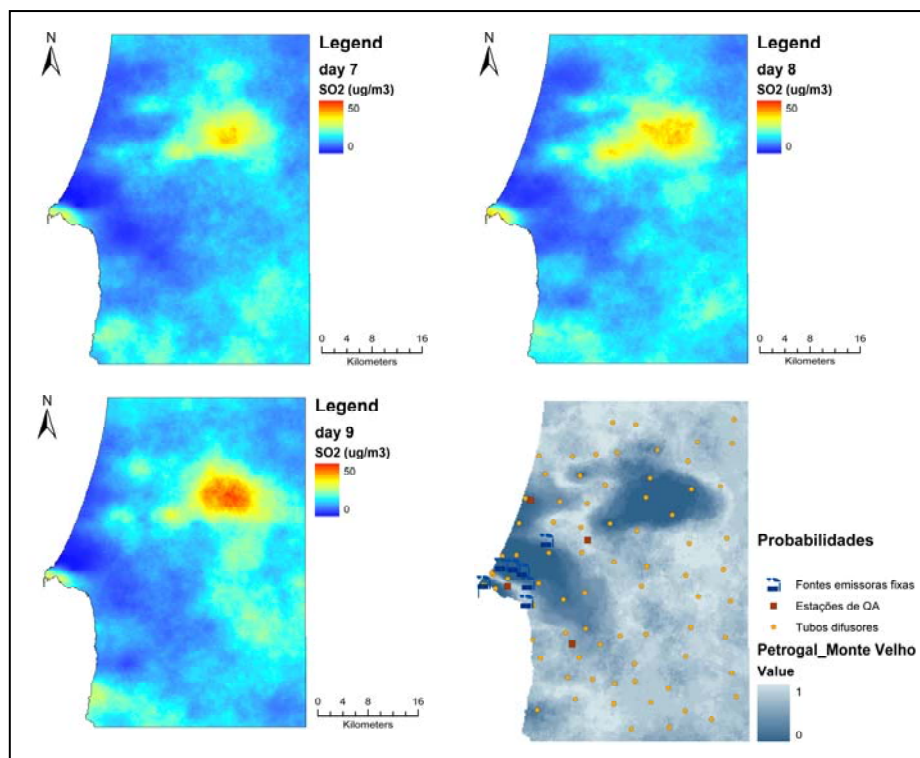 N
Legend
day 7
SO2 (ug/m3)
50
0
0 4 8 16
Kilometers
N
Legend
day 8
SO2 (ug/m3)
50
0
0 4 8 16
Kilometers
N
Legend
day 9
SO2 (ug/m3)
50
0
0 4 8 16
Kilometers
Probabilidades
Fontes emissoras fixas
Estações de QA
Tubos difusores
Petrogal_Monte Velho
Value
1
0